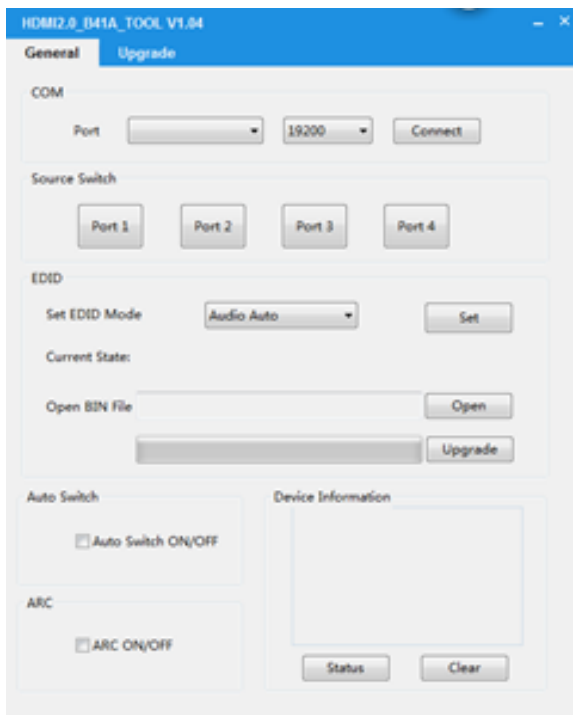 HDMI2.0_B41A_TOOL V1.04
General Upgrade
COM
Port 19200 Connect
Source Switch
Port 1 Port 2 Port 3 Port 4
EDID
Set EDID Mode Audio Auto Set
Current State:
Open BIN File Open
Upgrade
Auto Switch
Auto Switch ON/OFF
ARC
ARC ON/OFF
Device Information
Status Clear